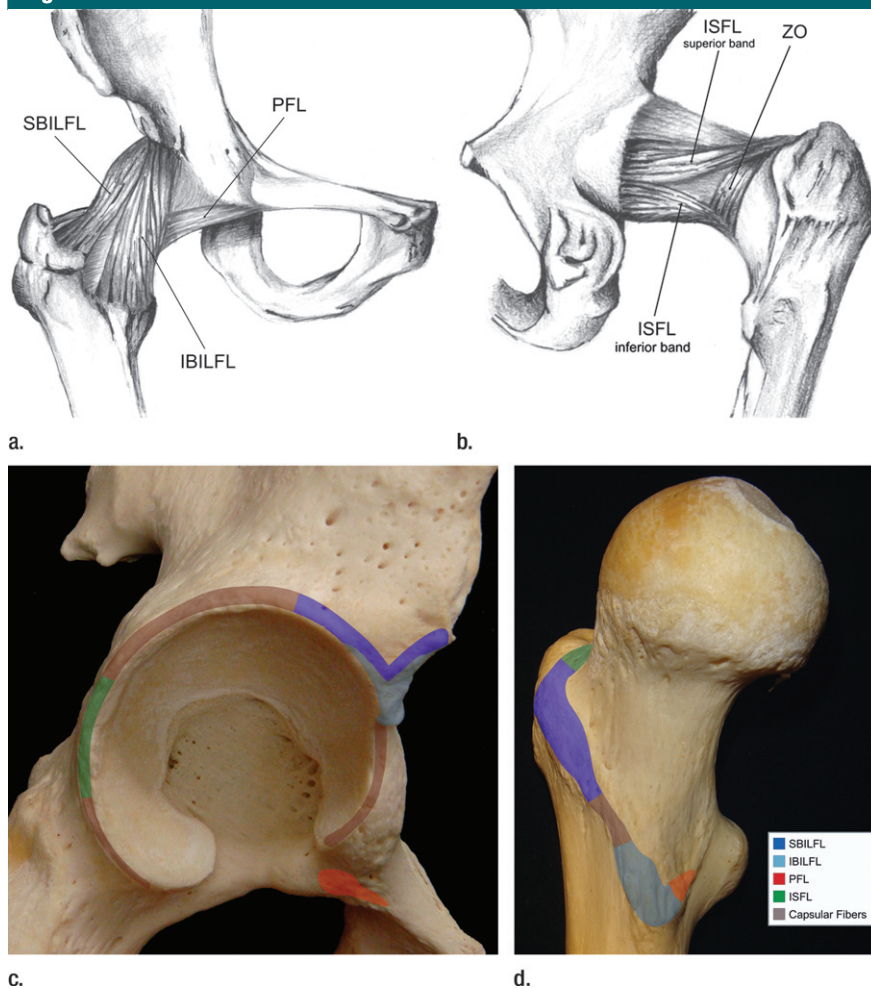 SBILFL
PFL
IBILFL
ISFL
superior band
ZO
ISFL
inferior band
a.
b.
SBILFL
IBILFL
PFL
ISFL
Capsular Fibers
c.
d.